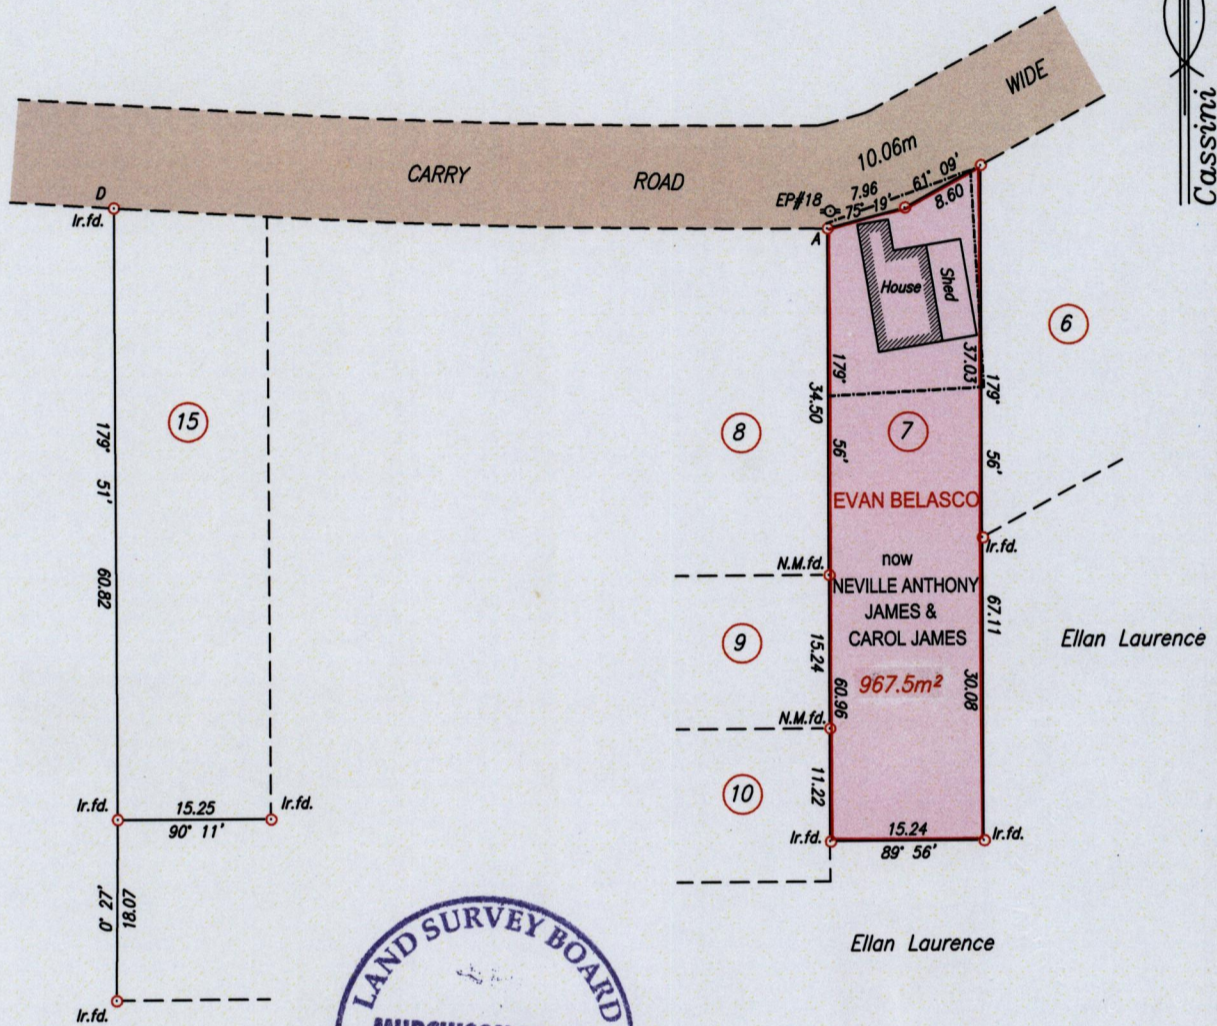 WIDE
Cassini
10.06m
CARRY ROAD
D
Ir.fd.
EP#18
7.96
75° 19'
61° 09'
8.60
A
House
Shed
6
37.03
179°
34.50
179°
15
8
7
179°
51'
56'
56'
EVAN BELASCO
Ir.fd.
N.M.fd.
now
NEVILLE ANTHONY
JAMES &
CAROL JAMES
60.82
67.11
9
15.24
Ellan Laurence
967.5m²
60.96
30.08
N.M.fd.
10
11.22
Ir.fd.
15.25
Ir.fd.
90° 11'
Ir.fd.
15.24
Ir.fd.
89° 56'
0° 27'
18.07
Ellan Laurence
LAND SURVEY BOARD
Ir.fd.